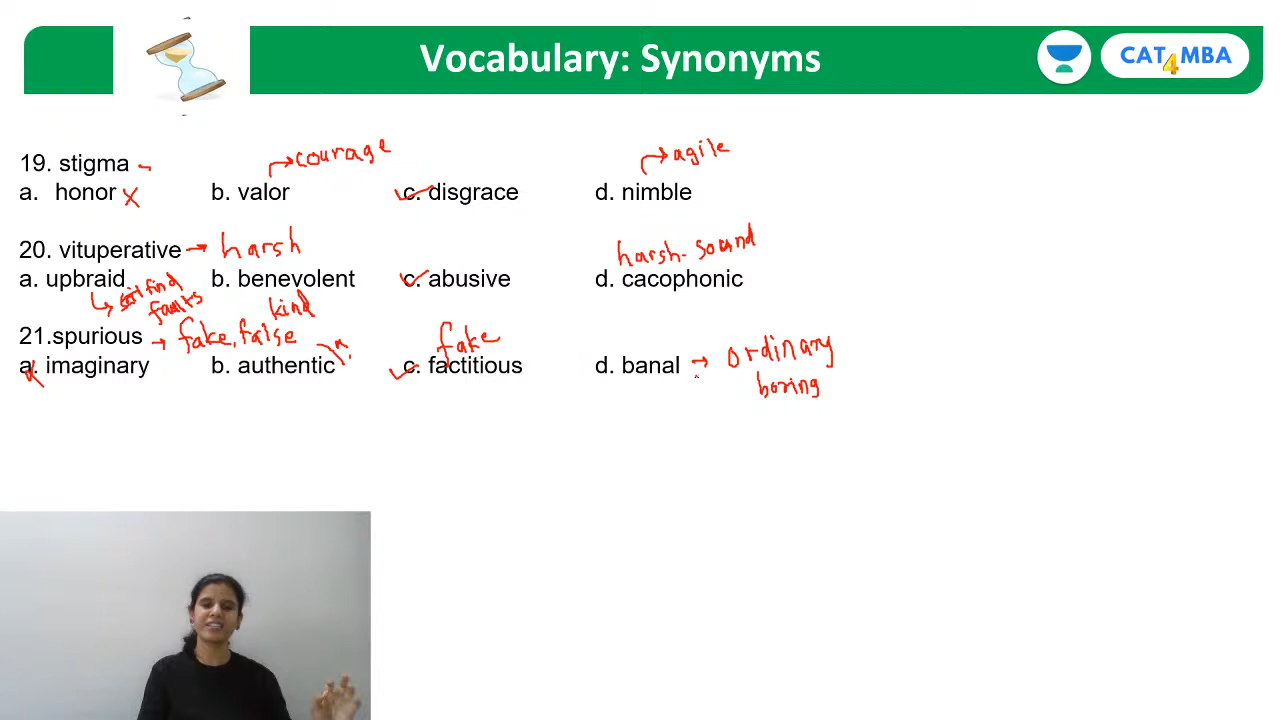 Vocabulary: Synonyms
CAT4MBA
19. stigma
courage
agile
a. honor x b. valor c. disgrace d. nimble
20. vituperative → harsh
harsh-sound
a. upbraid b. benevolent c. abusive d. cacophonic
find faults
kind
21.spurious → fake, false
fake
a. imaginary b. authentic c. factitious d. banal → ordinary
boring